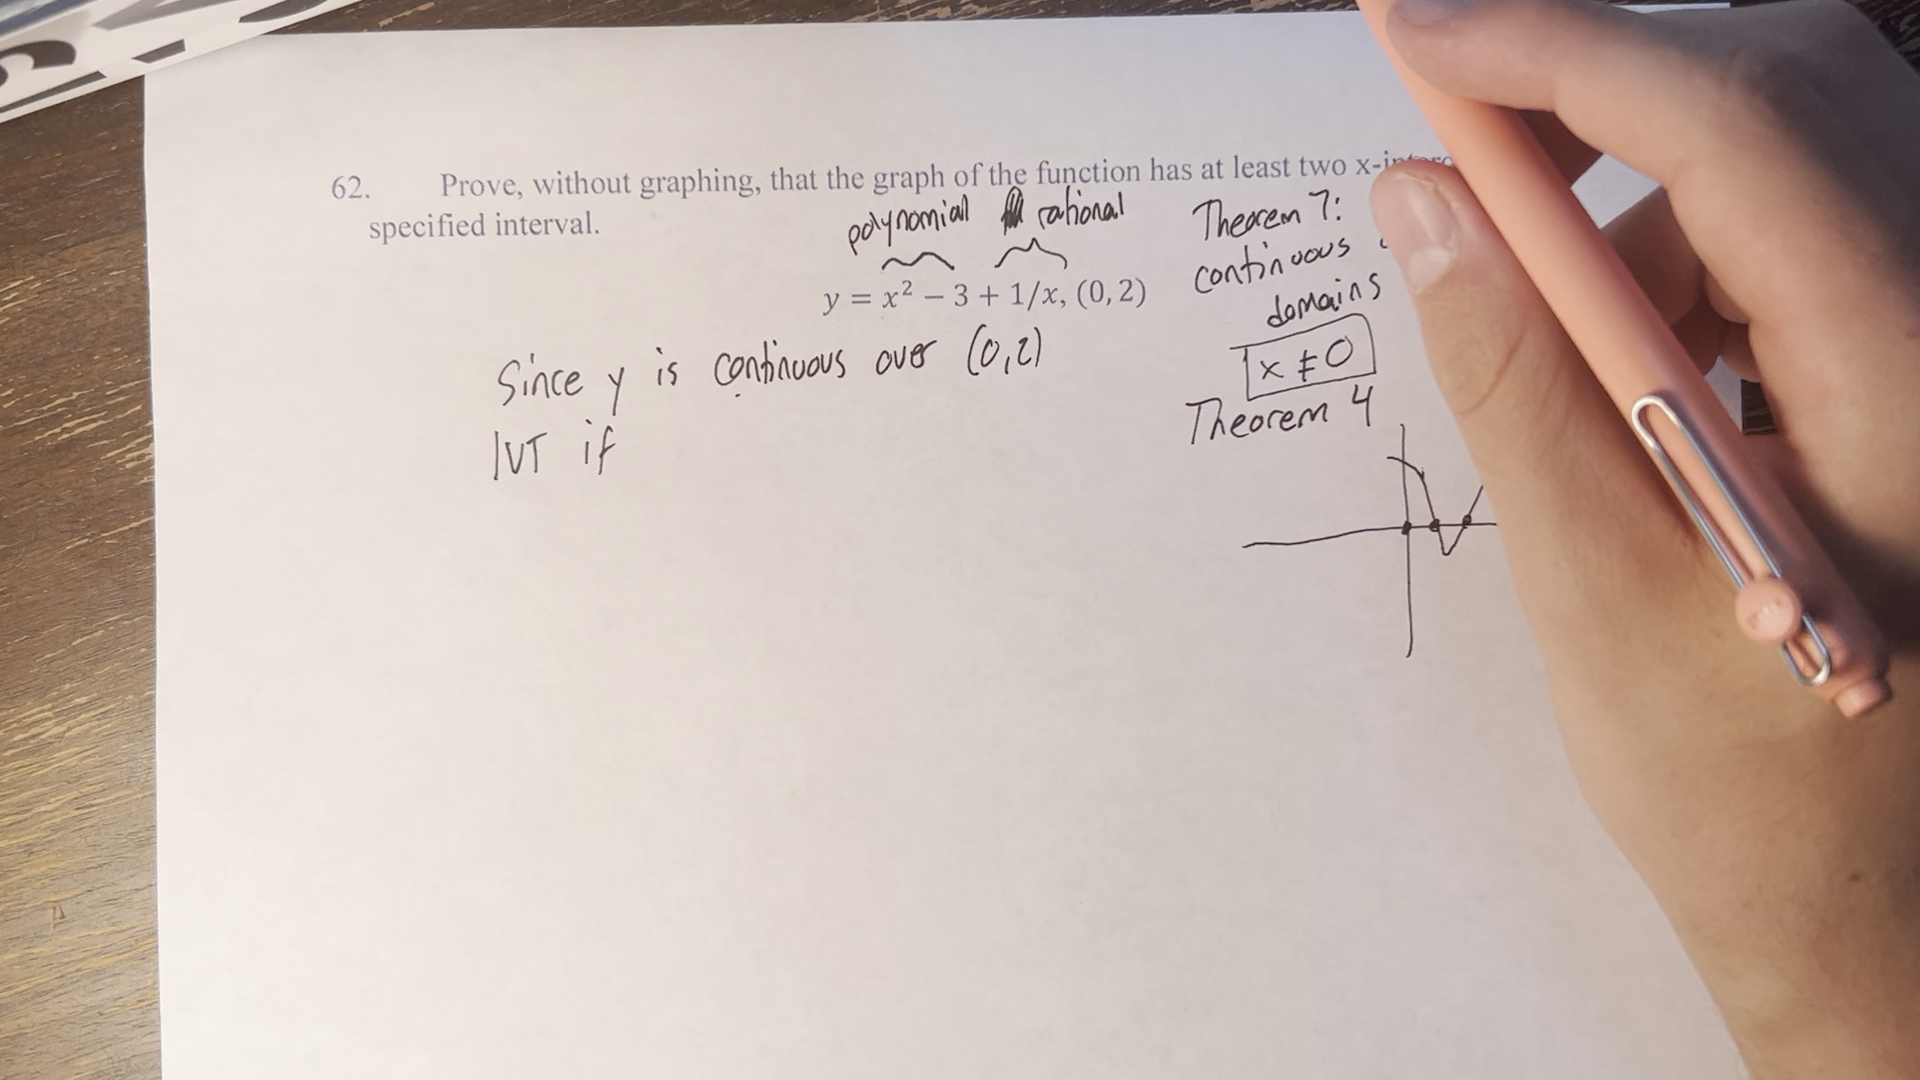 62. Prove, without graphing, that the graph of the function has at least two
specified interval.
polynomial rational
y = x² − 3 + 1/x, (0, 2)
Since y is continuous over (0,2)
IVT if
Theorem 7:
continuous
domains
x ≠ 0
Theorem 4